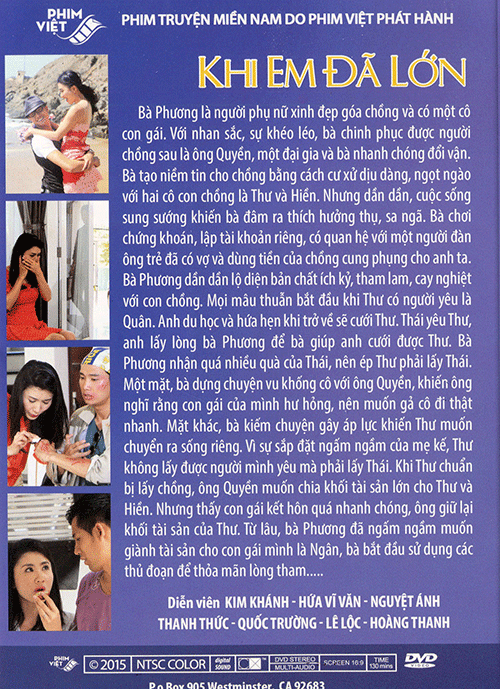 PHIM VIỆT
PHIM TRUYỆN MIỀN NAM DO PHIM VIỆT PHÁT HÀNH
KHI EM ĐÃ LỚN
Bà Phương là người phụ nữ xinh đẹp góa chồng và có một cô
con gái. Với nhan sắc, sự khéo léo, bà chinh phục được người
chồng sau là ông Quyền, một đại gia và bà nhanh chóng đổi vận.
Bà tạo niềm tin cho chồng bằng cách cư xử dịu dàng, ngọt ngào
với hai cô con chồng là Thư và Hiền. Nhưng dần dần, cuộc sống
sung sướng khiến bà đâm ra thích hưởng thụ, sa ngã. Bà chơi
chứng khoán, lập tài khoản riêng, có quan hệ với một người đàn
ông trẻ đã có vợ và dùng tiền của chồng cung phụng cho anh ta.
Bà Phương dần dần lộ diện bản chất ích kỷ, tham lam, cay nghiệt
với con chồng. Mọi mâu thuẫn bắt đầu khi Thư có người yêu là
Quân. Anh du học và hứa hẹn khi trở về sẽ cưới Thư. Thái yêu Thư,
anh lấy lòng bà Phương để bà giúp anh cưới được Thư. Bà
Phương nhận quá nhiều quà của Thái, nên ép Thư phải lấy Thái.
Một mặt, bà dựng chuyện vu khống cô với ông Quyền, khiến ông
nghĩ rằng con gái của mình hư hỏng, nên muốn gả cô đi thật
nhanh. Mặt khác, bà kiếm chuyện gây áp lực khiến Thư muốn
chuyển ra sống riêng. Vì sự sắp đặt ngấm ngầm của mẹ kế, Thư
không lấy được người mình yêu mà phải lấy Thái. Khi Thư chuẩn
bị lấy chồng, ông Quyền muốn chia khối tài sản lớn cho Thư và
Hiền. Nhưng thấy con gái kết hôn quá nhanh chóng, ông giữ lại
khối tài sản của Thư. Từ lâu, bà Phương đã ngấm ngầm muốn
giành tài sản cho con gái mình là Ngân, bà bắt đầu sử dụng các
thủ đoạn để thỏa mãn lòng tham.....
Diễn viên KIM KHÁNH - HỨA VĨ VĂN - NGUYỆT ÁNH
THANH THỨC - QUỐC TRƯỜNG - LÊ LỘC - HOÀNG THANH
PHIM VIỆT © 2015 NTSC COLOR digital SOUND DVD STEREO MULTI-AUDIO SCREEN 16:9 TIME 130 mins DVD VIDEO
P.o Box 905 Westminster, CA 92683